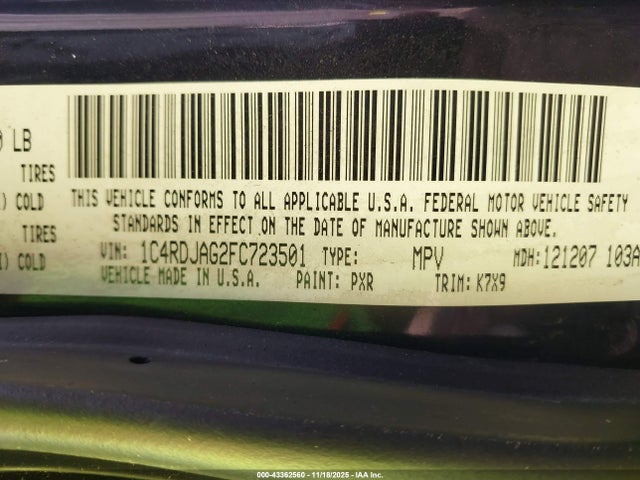 LB
TIRES
COLD
TIRES
COLD
THIS VEHICLE CONFORMS TO ALL APPLICABLE U.S.A. FEDERAL MOTOR VEHICLE SAFETY
STANDARDS IN EFFECT ON THE DATE OF MANUFACTURE SHOWN ABOVE.
VIN: 1C4RDJAG2FC723501 TYPE: MPV MDH: 121207 103A
VEHICLE MADE IN U.S.A. PAINT: PXR TRIM: K7X9
000-43362560 - 11/18/2025 - IAA Inc.